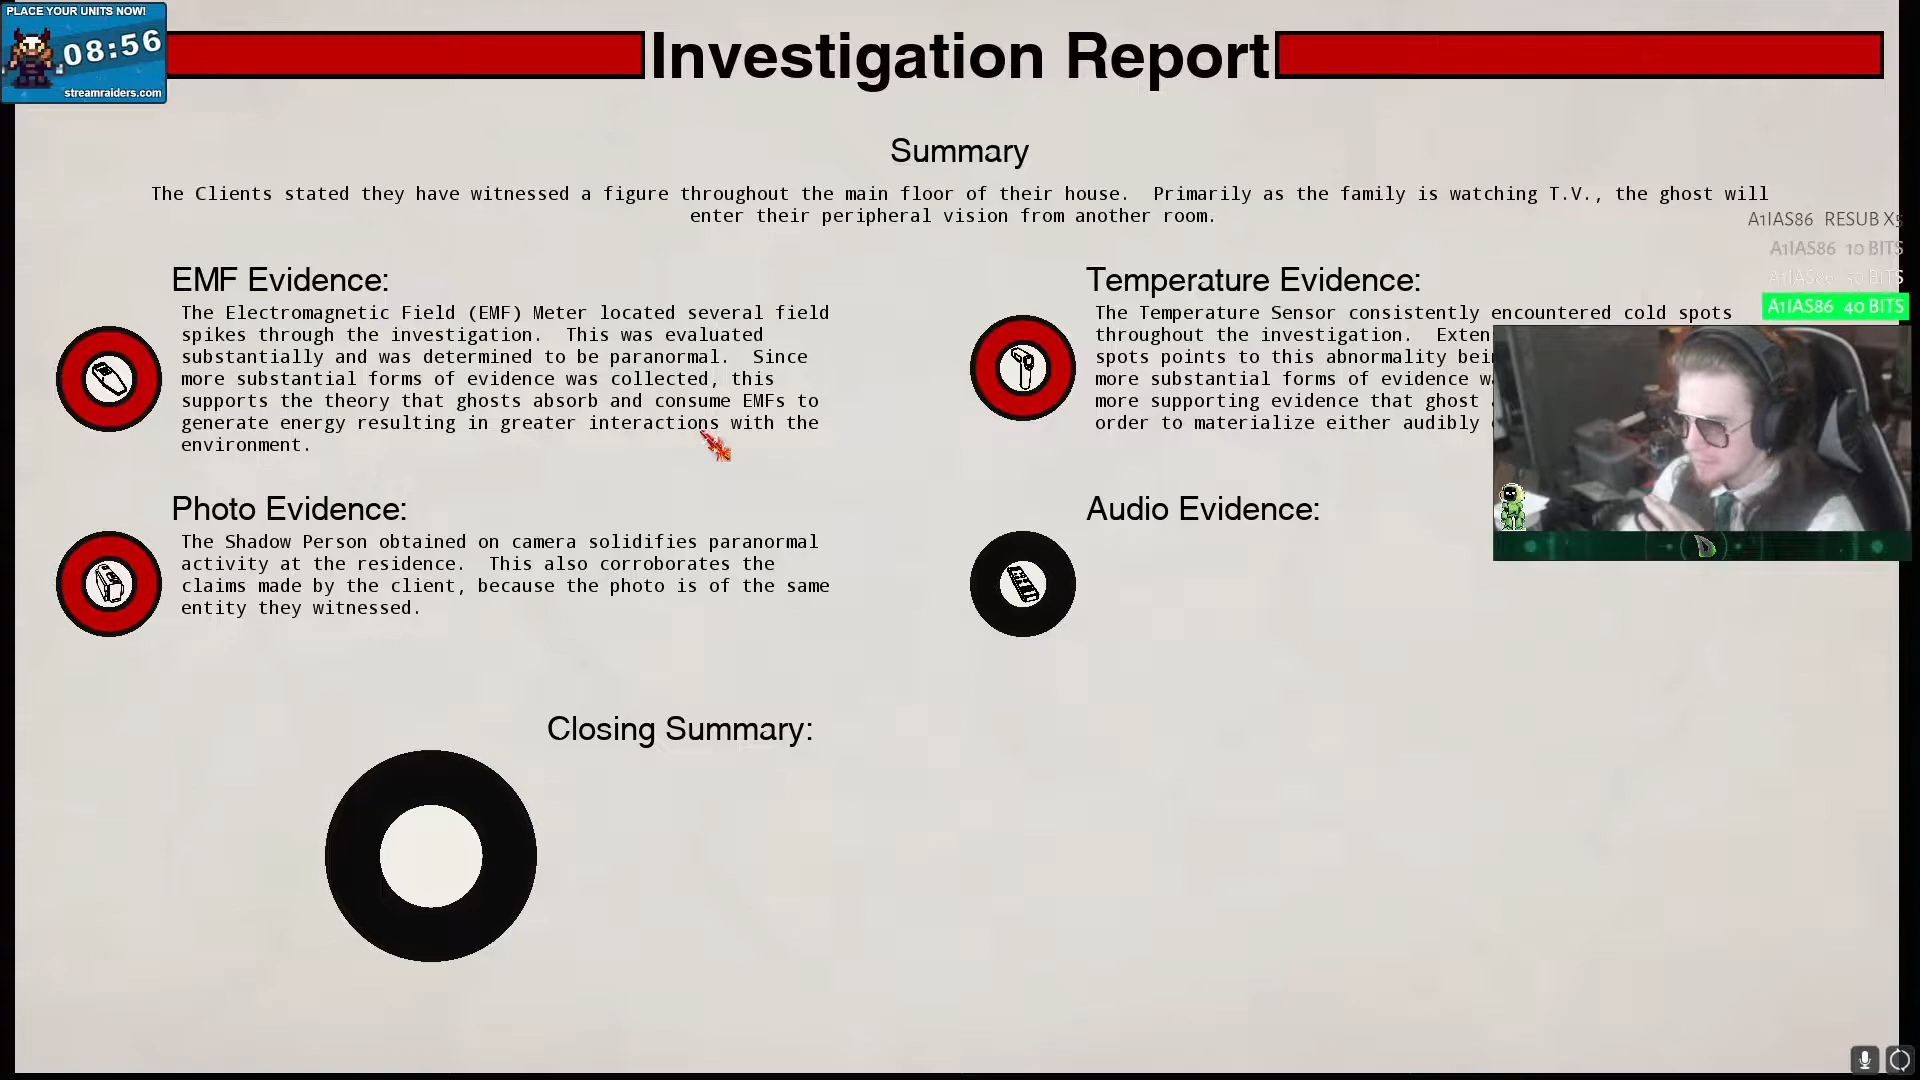 PLACE YOUR UNITS NOW!
08:56
streamraiders.com
Investigation Report
Summary
The Clients stated they have witnessed a figure throughout the main floor of their house.  Primarily as the family is watching T.V., the ghost will
enter their peripheral vision from another room.
A1IAS86 RESUB X5
A1IAS86 10 BITS
A1IAS86 50 BITS
A1IAS86 40 BITS
EMF Evidence:
The Electromagnetic Field (EMF) Meter located several field
spikes through the investigation.  This was evaluated
substantially and was determined to be paranormal.  Since
more substantial forms of evidence was collected, this
supports the theory that ghosts absorb and consume EMFs to
generate energy resulting in greater interactions with the
environment.
Temperature Evidence:
The Temperature Sensor consistently encountered cold spots
throughout the investigation.
spots points to this abnormality
more substantial forms of evidence
more supporting evidence that ghost
order to materialize either audibly
Photo Evidence:
The Shadow Person obtained on camera solidifies paranormal
activity at the residence.  This also corroborates the
claims made by the client, because the photo is of the same
entity they witnessed.
Audio Evidence:
Closing Summary: